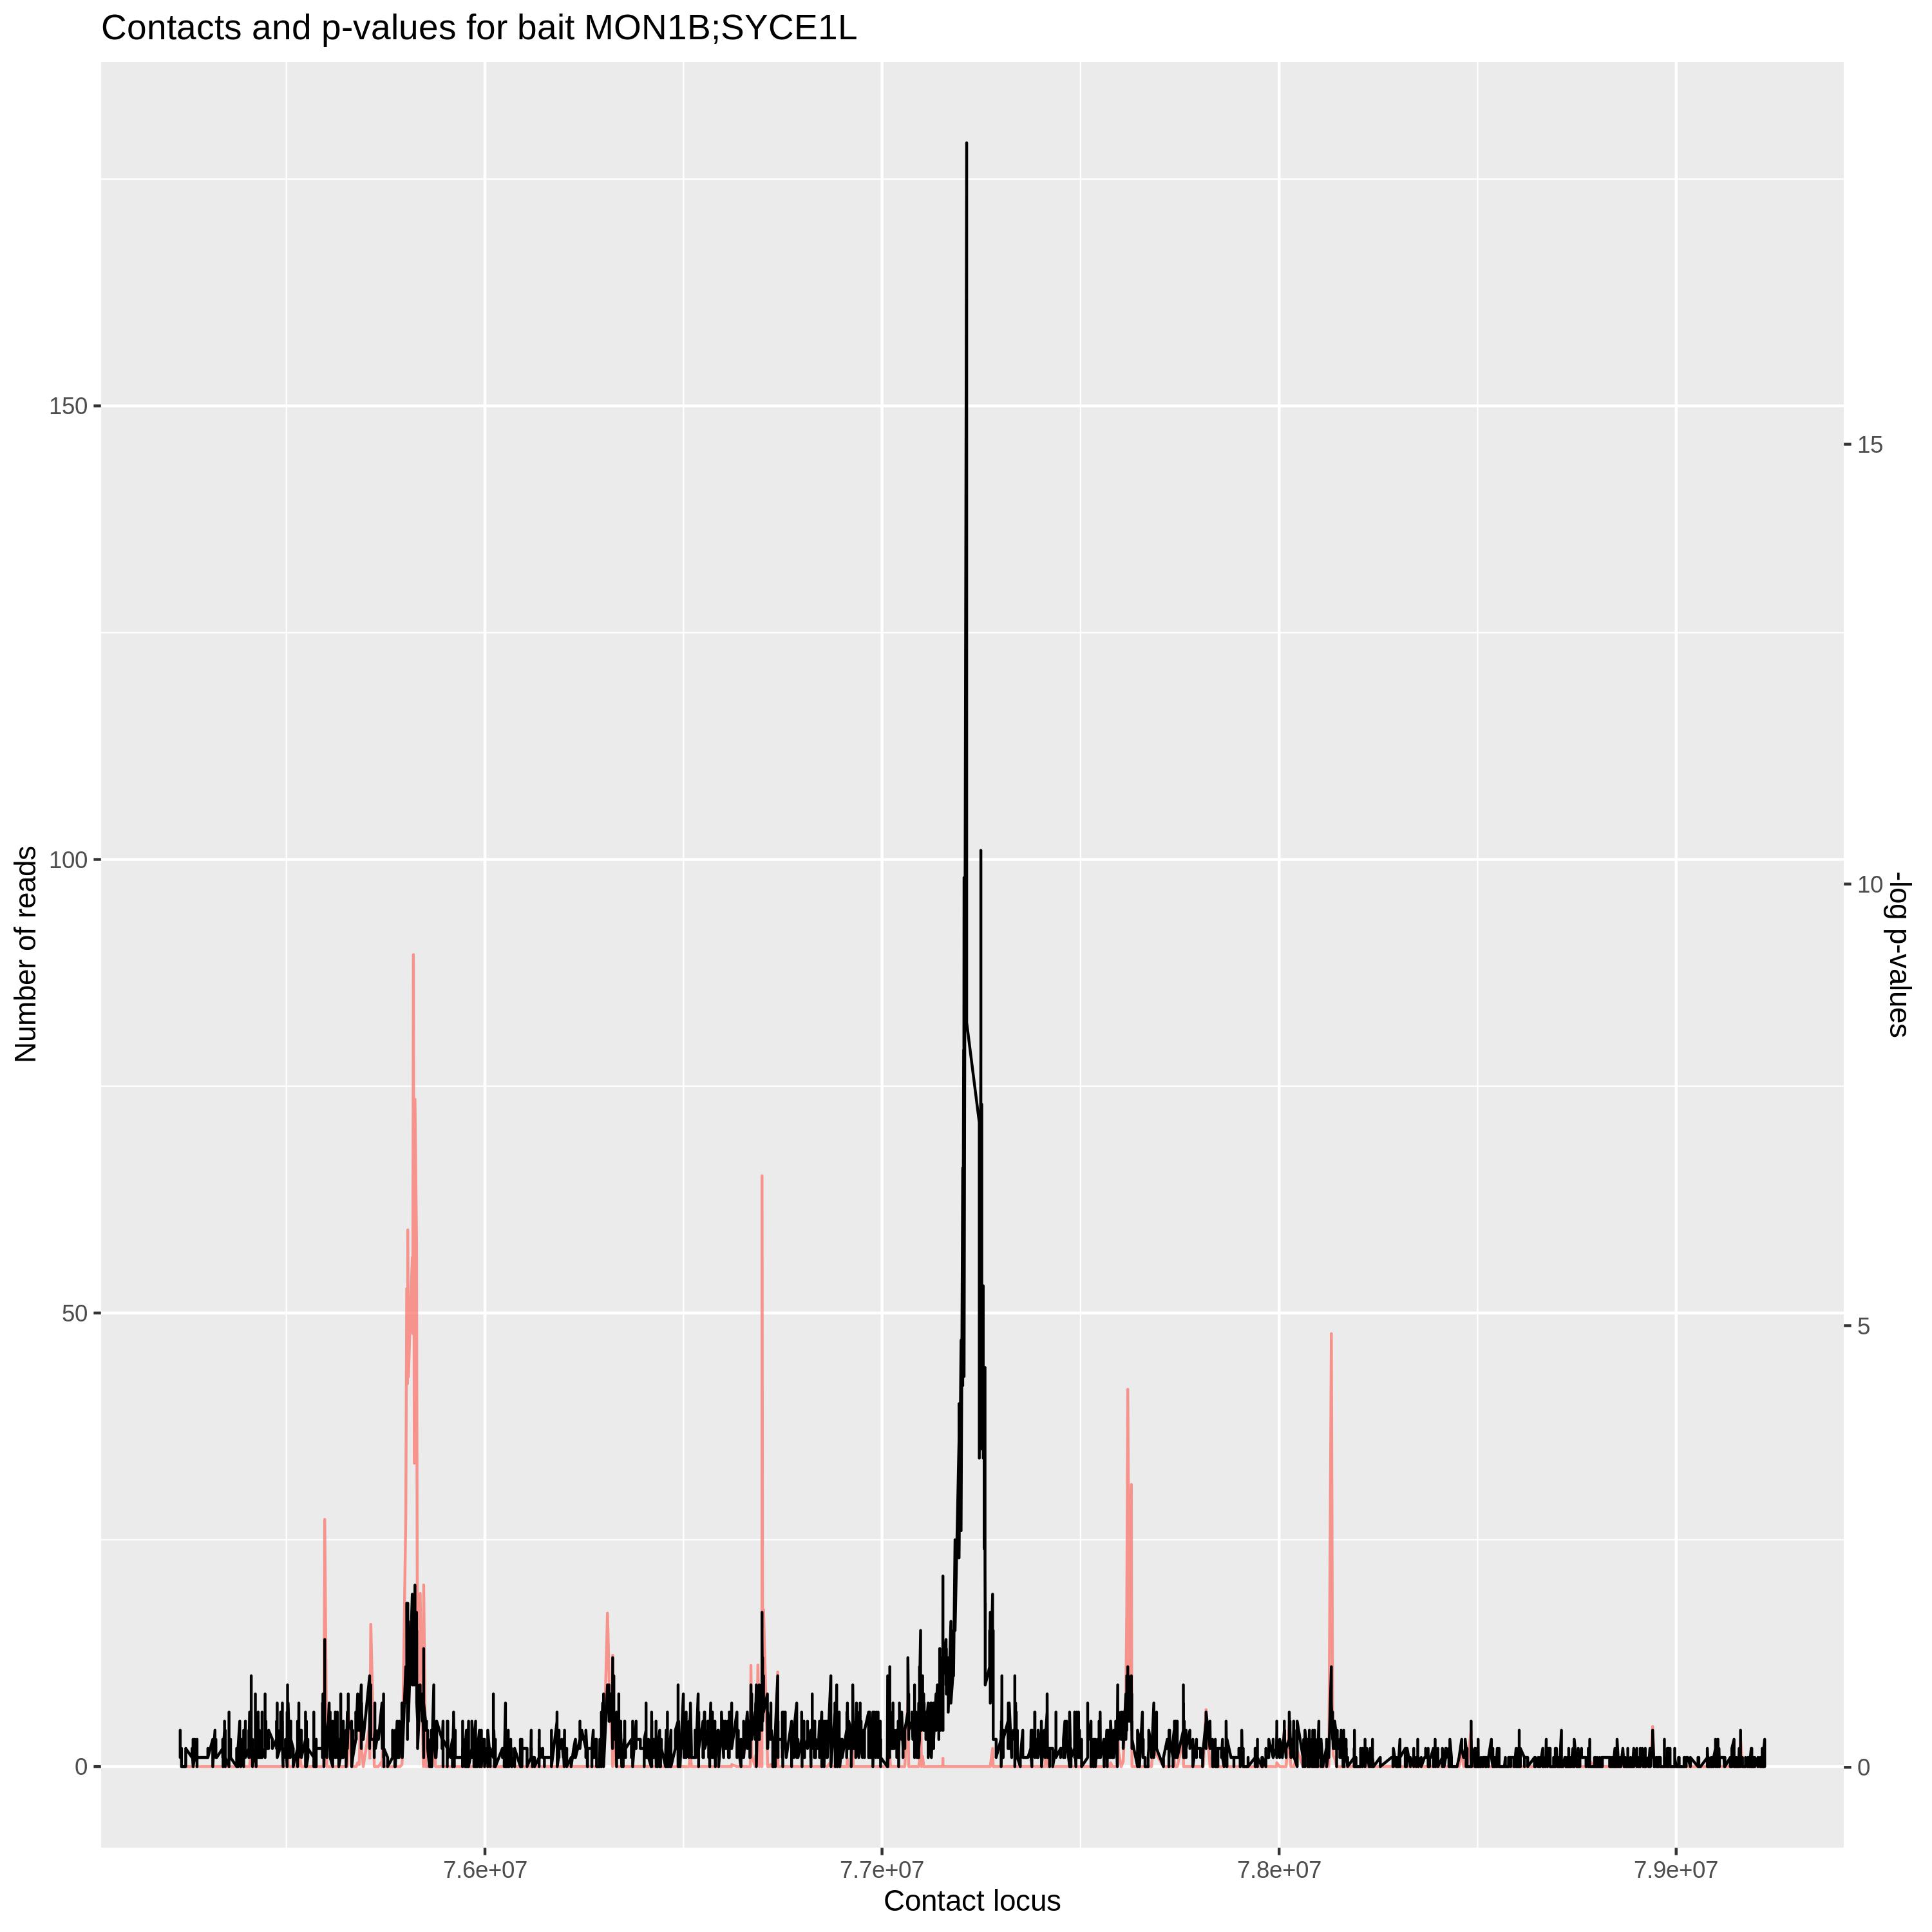 Contacts and p-values for bait MON1B;SYCE1L
150
100
50
0
Number of reads
15
10
5
0
-log p-values
7.6e+07
7.7e+07
7.8e+07
7.9e+07
Contact locus